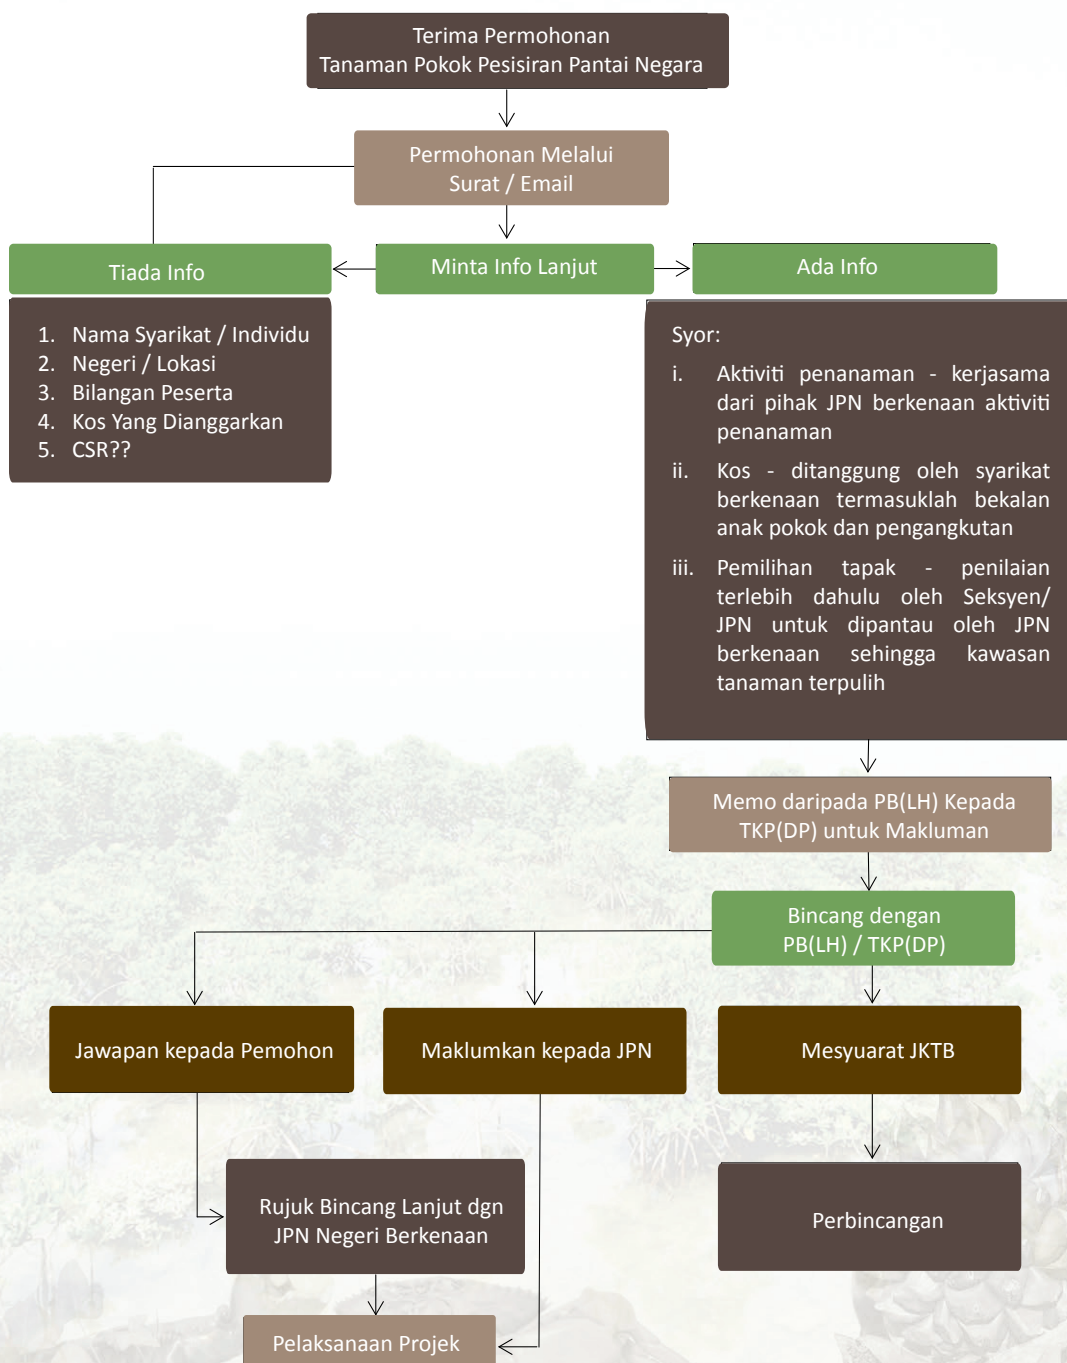 Terima Permohonan
Tanaman Pokok Pesisiran Pantai Negara
Permohonan Melalui
Surat / Email
Tiada Info
Minta Info Lanjut
Ada Info
1. Nama Syarikat / Individu
2. Negeri / Lokasi
3. Bilangan Peserta
4. Kos Yang Dianggarkan
5. CSR??
Syor:
i. Aktiviti penanaman - kerjasama
dari pihak JPN berkenaan aktiviti
penanaman
ii. Kos - ditanggung oleh syarikat
berkenaan termasuklah bekalan
anak pokok dan pengangkutan
iii. Pemilihan tapak - penilaian
terlebih dahulu oleh Seksyen/
JPN untuk dipantau oleh JPN
berkenaan sehingga kawasan
tanaman terpulih
Memo daripada PB(LH) Kepada
TKP(DP) untuk Makluman
Bincang dengan
PB(LH) / TKP(DP)
Jawapan kepada Pemohon
Maklumkan kepada JPN
Mesyuarat JKTB
Rujuk Bincang Lanjut dgn
JPN Negeri Berkenaan
Perbincangan
Pelaksanaan Projek